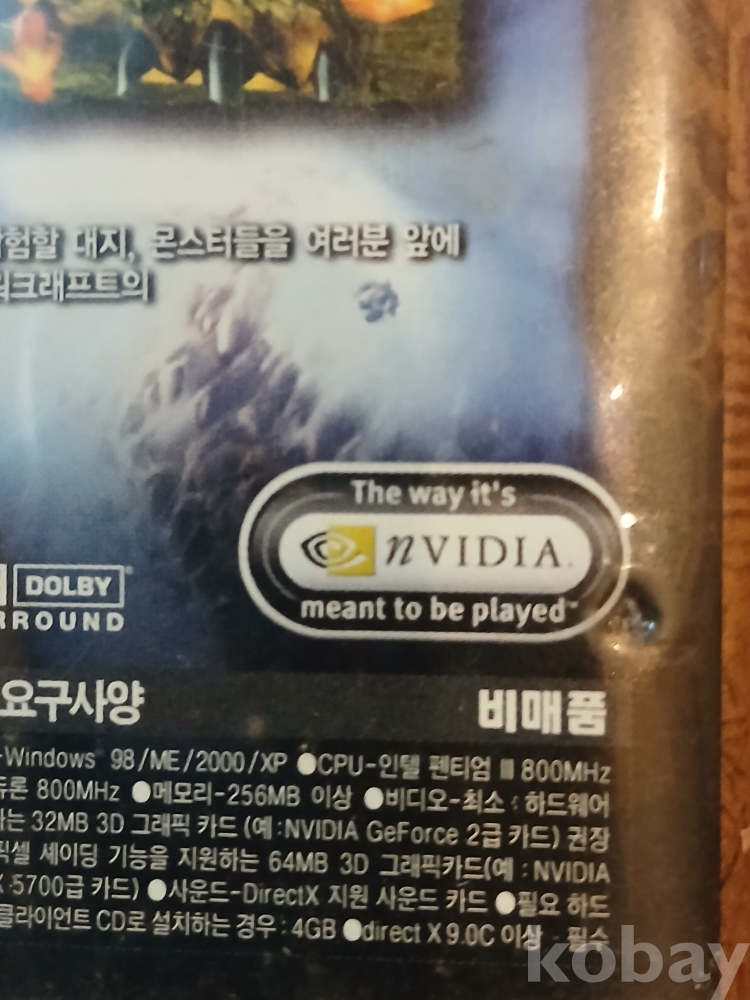 험할 대지, 몬스터들을 여러분 앞에
워크래프트의
The way it's
nVIDIA.
meant to be played™
DOLBY
RROUND
요구사양
비매품
-Windows® 98/ME/2000/XP ●CPU-인텔 펜티엄 Ⅲ 800MHz
듀론 800MHz ●메모리-256MB 이상 ●비디오-최소 : 하드웨어
하는 32MB 3D 그래픽 카드 (예:NVIDIA GeForce 2급 카드) 권장
픽셀 세이딩 기능을 지원하는 64MB 3D 그래픽카드(예 : NVIDIA
X 5700급 카드) ●사운드-DirectX 지원 사운드 카드 ●필요 하드
클라이언트 CD로 설치하는 경우 : 4GB ●direct X 9.0C 이상 필수
kobay